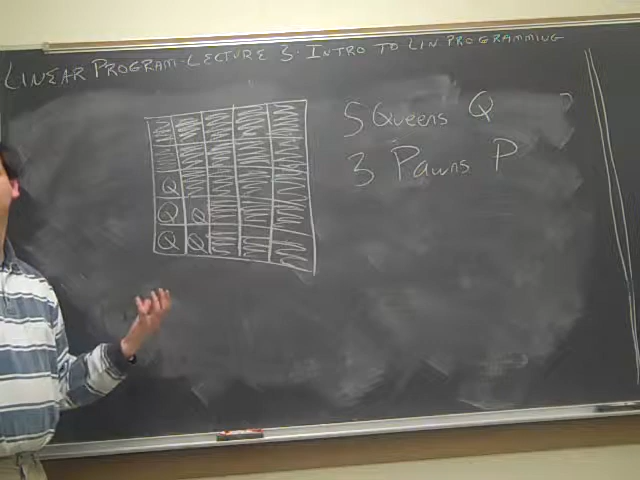 LINEAR PROGRAM-LECTURE 3: INTRO TO LIN PROGRAMMING
5 Queens Q
3 Pawns P
Q
Q Q
Q Q